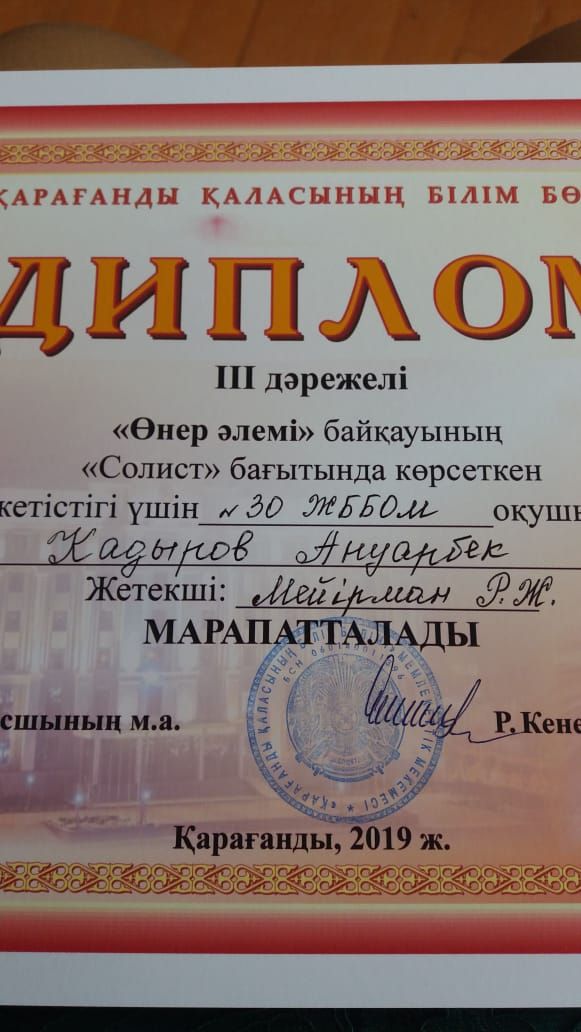 ҚАРАҒАНДЫ ҚАЛАСЫНЫҢ БІЛІМ БӨ
ДИПЛОМ
III дәрежелі
«Өнер әлемі» байқауының
«Солист» бағытында көрсеткен
жетістігі үшін №30 ЖББОМ оқушы
Кадыров Ануарбек
Жетекші: Мейірман Р.Ж.
МАРАПАТТАЛАДЫ
сшының м.а.
Р. Кене
Қарағанды, 2019 ж.